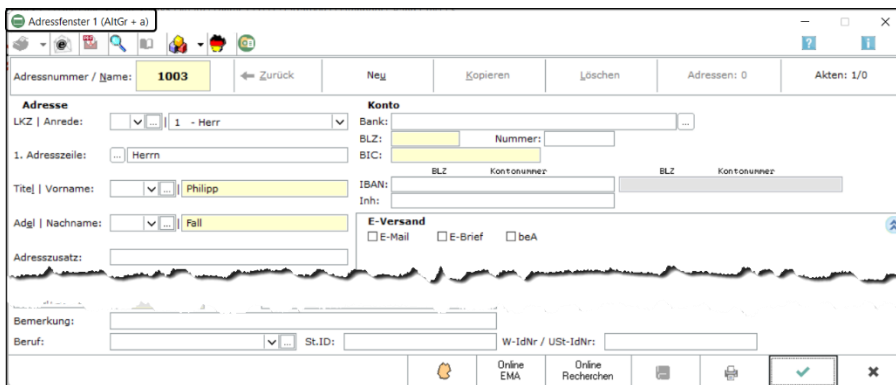 Adressfenster 1 (AltGr + a)
Adressnummer / Name: 1003 Zurück Neu Kopieren Löschen Adressen: 0 Akten: 1/0
Adresse Konto
LKZ | Anrede: ... | 1 - Herr Bank: ...
BLZ: Nummer:
1. Adresszeile: ... Herrn BIC:
BLZ Kontonummer BLZ Kontonummer
Titel | Vorname: ... | Philipp IBAN:
Inh:
Adel | Nachname: ... | Fall E-Versand
E-Mail E-Brief beA
Adresszusatz:
Bemerkung:
Beruf: ... St.ID: W-IdNr / USt-IdNr:
Online EMA Online Recherchen